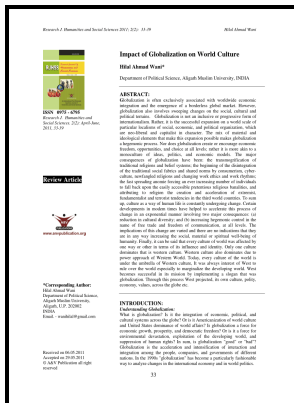 Research J. Humanities and Social Sciences 2011; 2(2): 33-39
Hilal Ahmad Wani
ISSN 0975 – 6795
Research J. Humanities and
Social Sciences. 2(2): April-June,
2011, 33-39
Review Article
www.anvpublication.org
*Corresponding Author:
Hilal Ahmad Wani
Department of Political Science,
Aligarh Muslim University,
Aligarh, U.P. 202002
INDIA
Received on 06.05.2011
Accepted on 20.05.2011
© A&V Publication all right
reserved
Impact of Globalization on World Culture
Hilal Ahmad Wani*
Department of Political Science, Aligarh Muslim University, INDIA
ABSTRACT:
Globalization is often exclusively associated with worldwide economic
integration and the emergence of a borderless global market. However,
globalization also involves sweeping changes on the social, cultural and
political terrains. Globalization is not an inclusive or progressive form of
internationalism. Rather, it is the successful expansion on a world scale of
particular localisms of social, economic, and political organization, which
are neo-liberal and capitalist in character. The mix of material and
ideological elements that make this expansion possible makes globalization
a hegemonic process. Nor does globalization erode or encourage economic
freedom, opportunities, and choice at all levels; rather it is more akin to a
monoculture of ideas, politics, and economic models. The major
consequences of globalization have been: the transmogrification of
traditional religions and belief systems; the beginning of the disintegration
of the traditional social fabrics and shared norms by consumerism, cyber-
culture, newfangled religions and changing work ethics and work rhythms;
the fast spreading anomie forcing an ever increasing number of individuals
to fall back upon the easily accessible pretentious religious banalities, and
attributing to religion the creation and acceleration of extremist,
fundamentalist and terrorist tendencies in the third world countries. To sum
up, culture as a way of human life is constantly undergoing change. Certain
developments in modern times have helped to accelerate this process of
change in an exponential manner involving two major consequences: (a)
reduction in cultural diversity; and (b) increasing hegemonic control in the
name of free trade and freedom of communication, at all levels. The
implications of this change are varied and there are no indications that they
are in any way increasing the social, material or spiritual well-being of
humanity. Finally, it can be said that every culture of world was affected by
one way or other in terms of its influence and identity. Only one culture
that dominates that is western culture. Western culture also dominates due to
power approach of Western World. Today, every culture of the world is
under the umbrella of Western culture. It was always interest of West to
rule over the world especially in marginalising the developing world. West
becomes successful in its mission by implementing a slogan that was
globalization. Through this process West projected, its own culture, polity,
economy, values, across the globe etc.
INTRODUCTION:
Understanding Globalization:
What is globalization? Is it the integration of economic, political, and
cultural systems across the globe? Or is it Americanization of world culture
and United States dominance of world affairs? Is globalization a force for
economic growth, prosperity, and democratic freedom? Or is it a force for
environmental devastation, exploitation of the developing world, and
suppression of human rights? In sum, is globalization "good" or "bad"?
Globalization is the acceleration and intensification of interaction and
integration among the people, companies, and governments of different
nations. In the 1990s "globalization" has become a particularly fashionable
way to analyze changes in the international economy and in world politics.
33